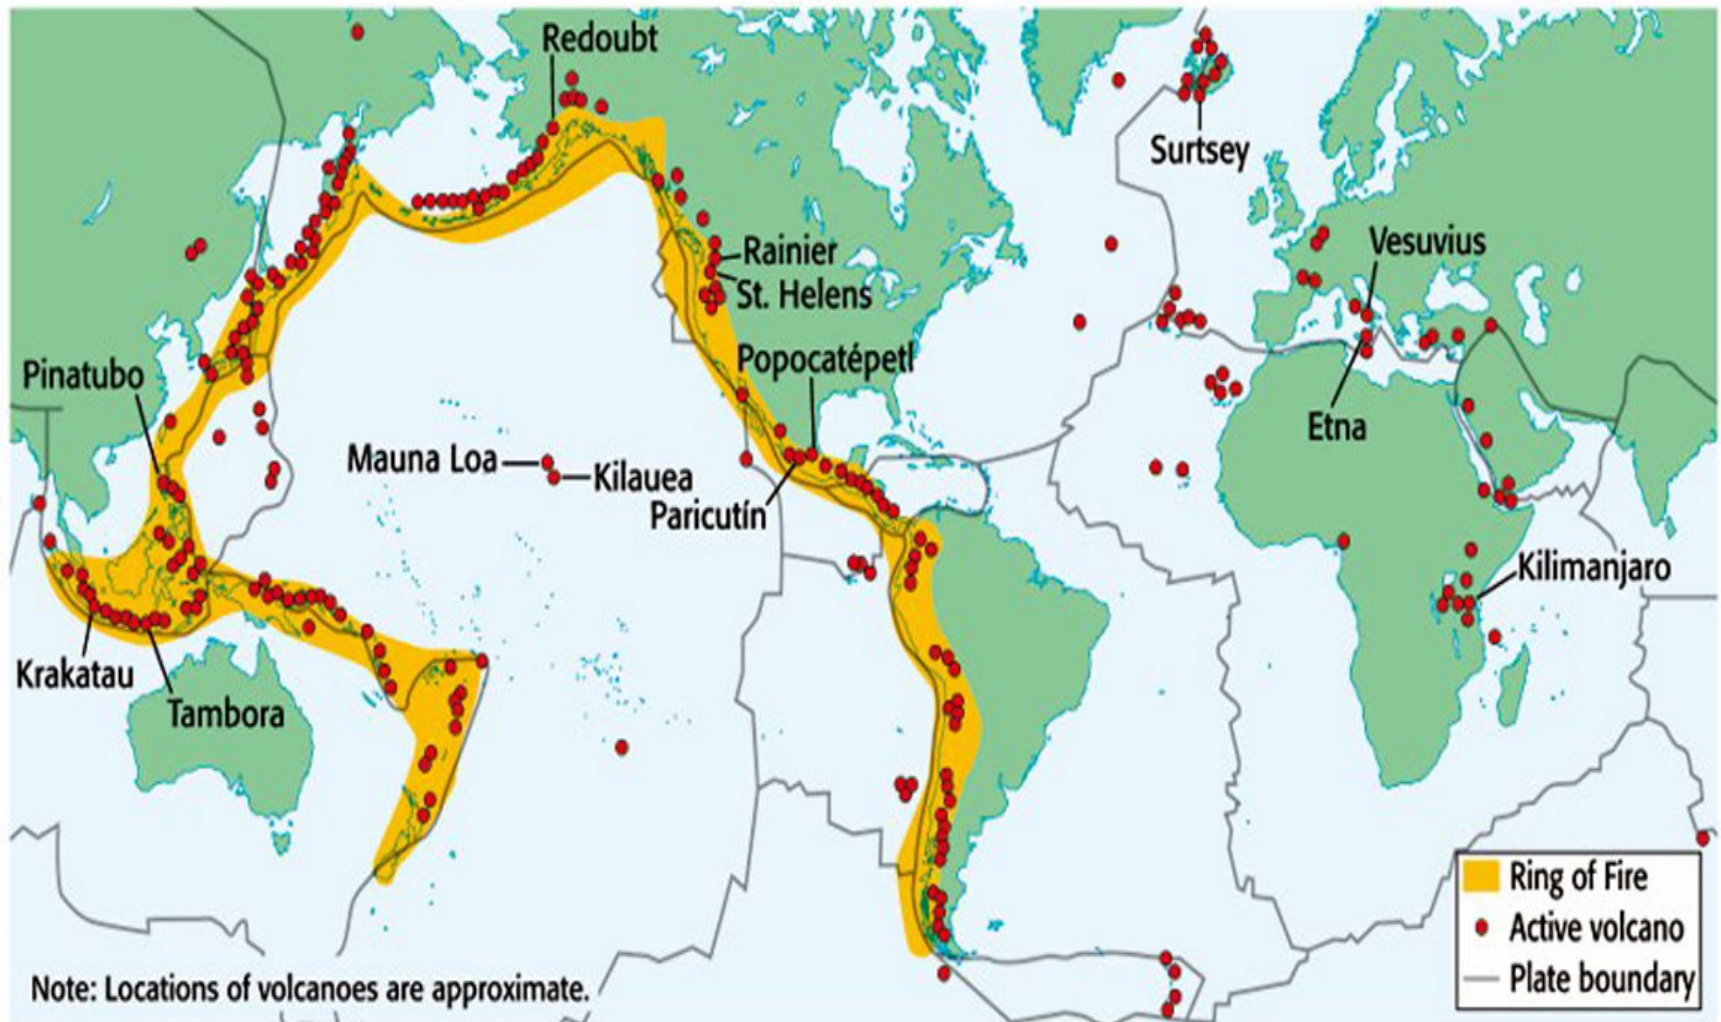 Redoubt
Surtsey
Rainier
Vesuvius
St. Helens
Popocatépetl
Pinatubo
Etna
Mauna Loa
Kilauea
Paricutín
Kilimanjaro
Krakatau
Tambora
Ring of Fire
Active volcano
Plate boundary
Note: Locations of volcanoes are approximate.